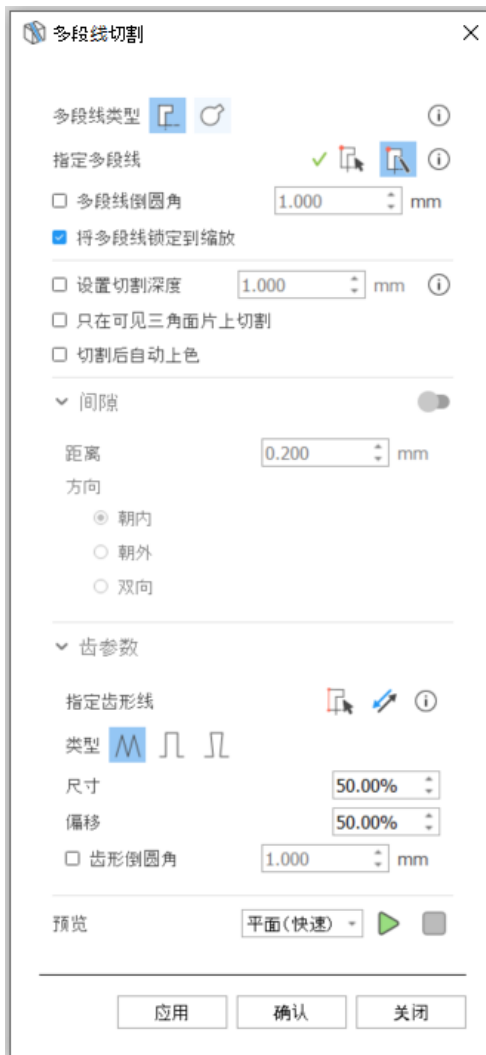 多段线切割
多段线类型
指定多段线
多段线倒圆角 1.000 mm
将多段线锁定到缩放
设置切割深度 1.000 mm
只在可见三角面片上切割
切割后自动上色
间隙
距离 0.200 mm
方向
朝内
朝外
双向
齿参数
指定齿形线
类型
尺寸 50.00%
偏移 50.00%
齿形倒圆角 1.000 mm
预览 平面(快速)
应用 确认 关闭